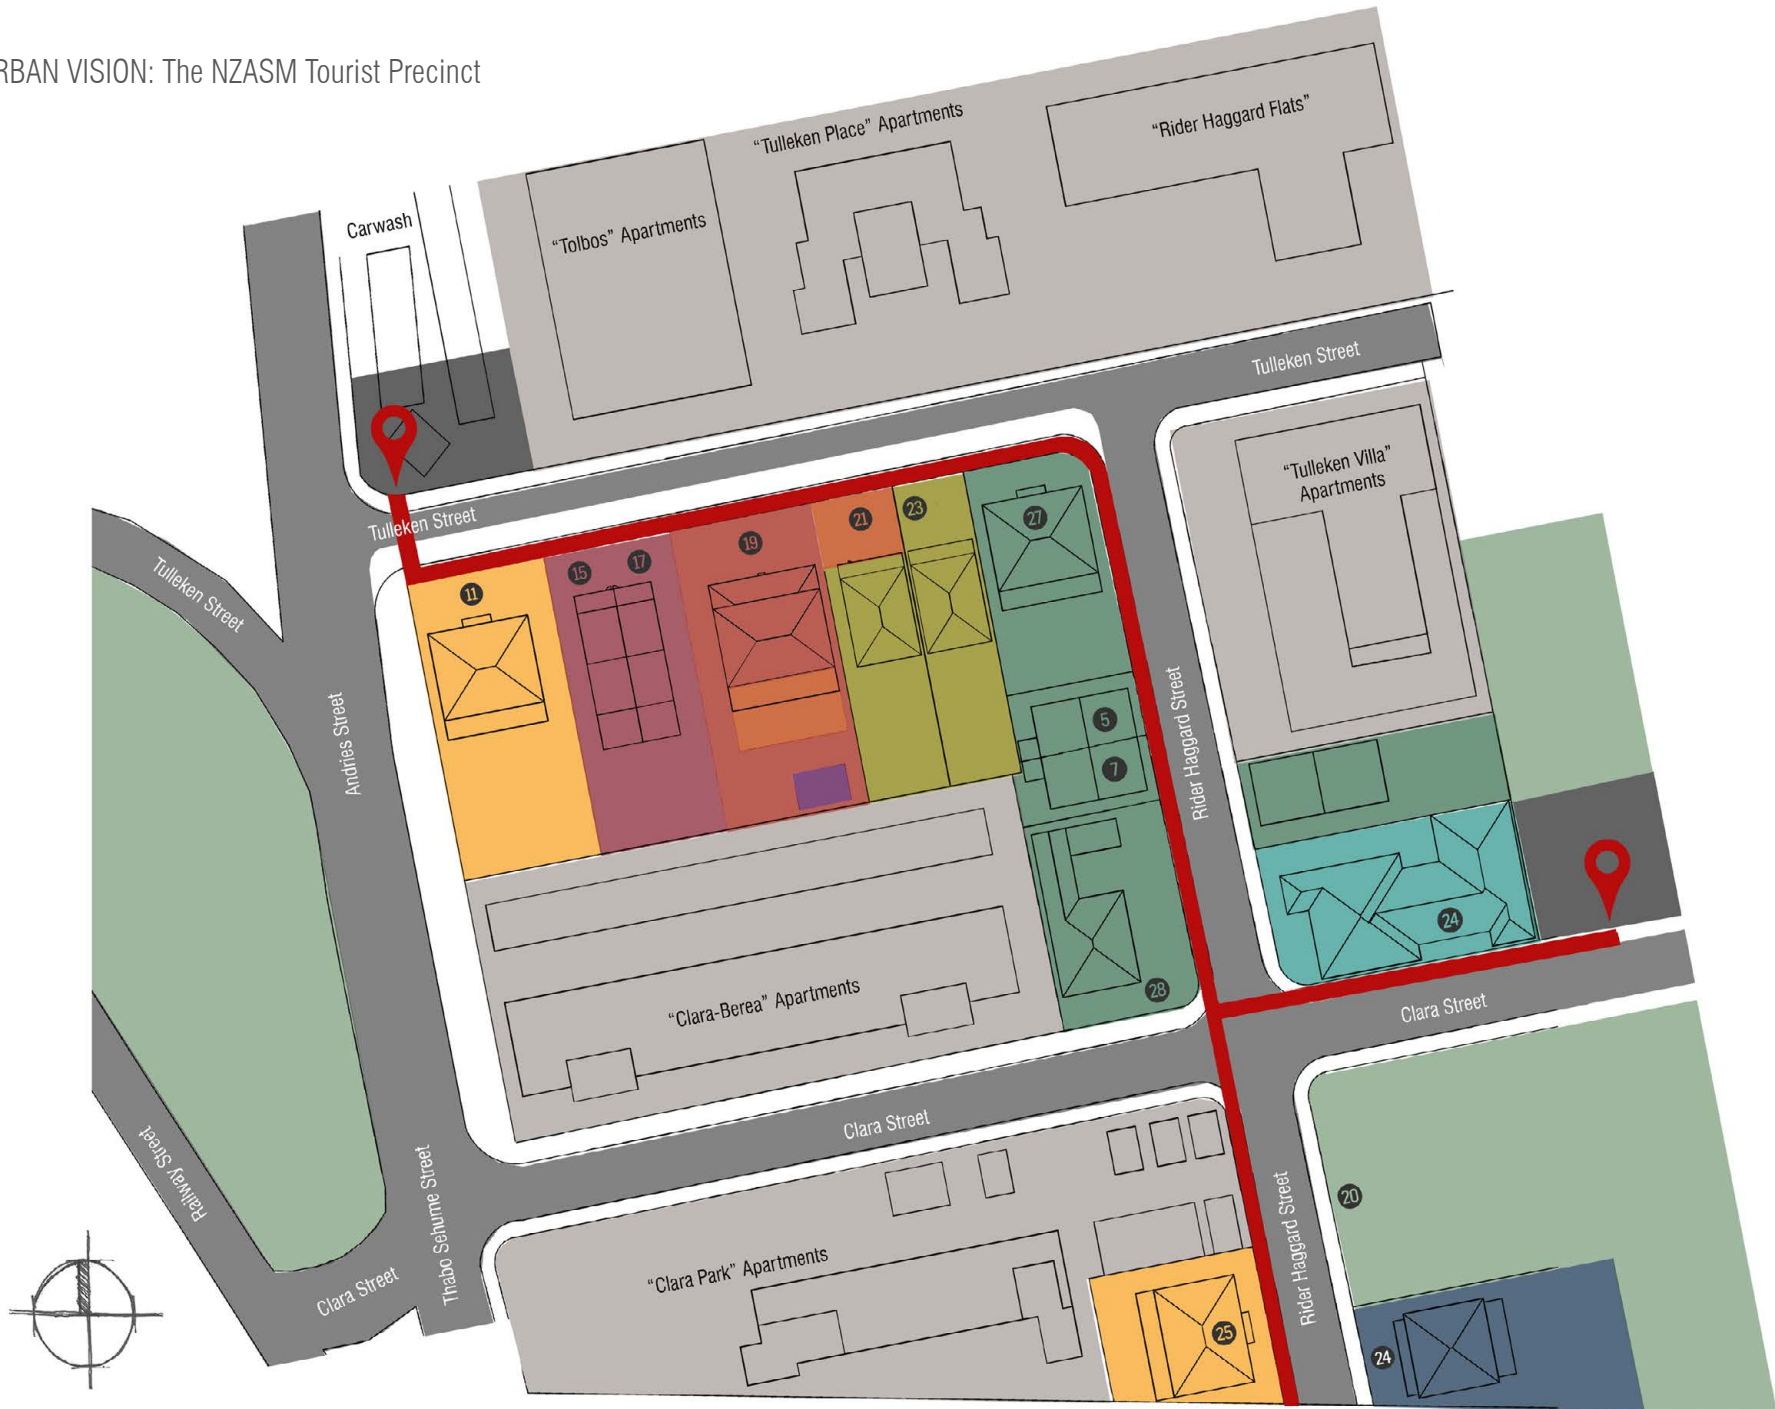 RBAN VISION: The NZASM Tourist Precinct
"Tulleken Place" Apartments
"Rider Haggard Flats"
Carwash
"Tolbos" Apartments
Tulleken Street
Tulleken Street
Tulleken Street
"Tulleken Villa"
Apartments
11
15
17
19
21
23
27
5
7
Andries Street
Rider Haggard Street
24
28
"Clara-Berea" Apartments
Clara Street
Clara Street
Railway Street
Thabo Sehume Street
Clara Street
"Clara Park" Apartments
Rider Haggard Street
20
25
24